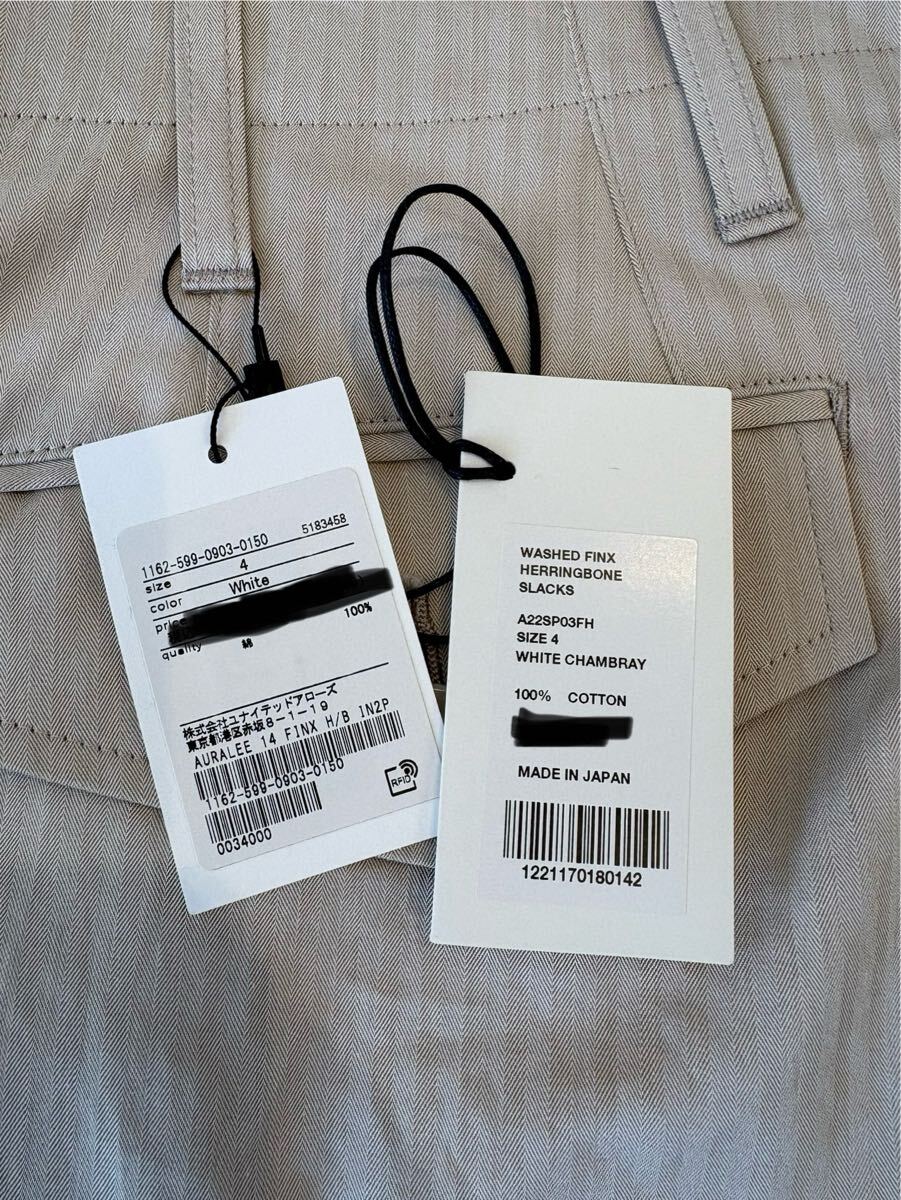 1162-599-0903-0150 5183458
size 4
color White
price
quality 綿 100%
株式会社ユナイテッドアローズ
東京都港区赤坂8-1-19
AURALEE 14 FINX H/B IN2P
1162-599-0903-0150
0034000
RFID
WASHED FINX
HERRINGBONE
SLACKS
A22SP03FH
SIZE 4
WHITE CHAMBRAY
100% COTTON
MADE IN JAPAN
1221170180142